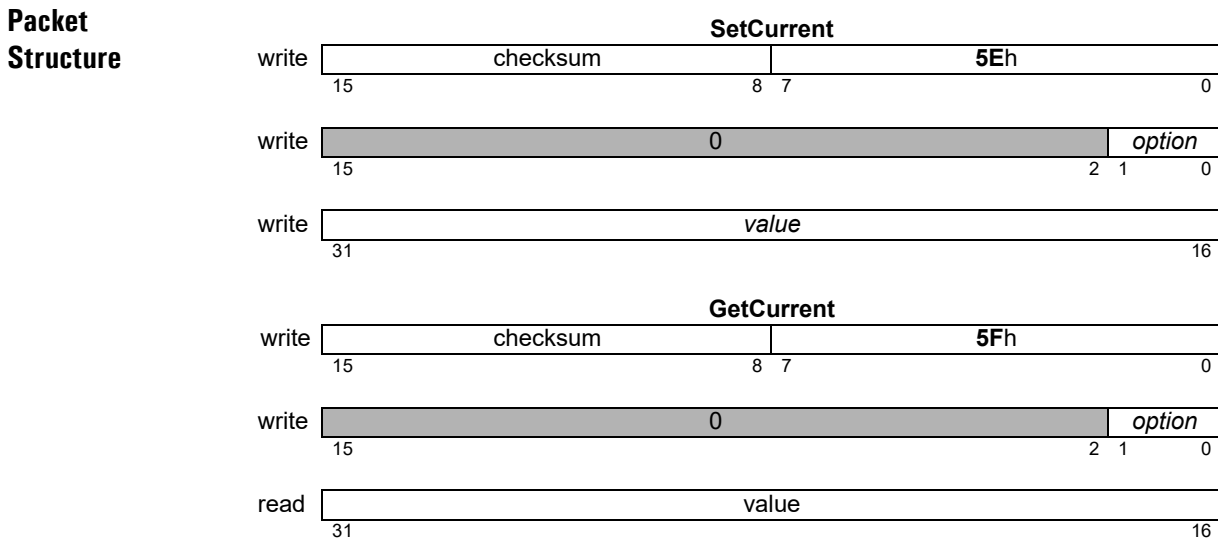 Packet
Structure
SetCurrent
write checksum 5Eh
15 8 7 0
write 0 option
15 2 1 0
write value
31 16
GetCurrent
write checksum 5Fh
15 8 7 0
write 0 option
15 2 1 0
read value
31 16